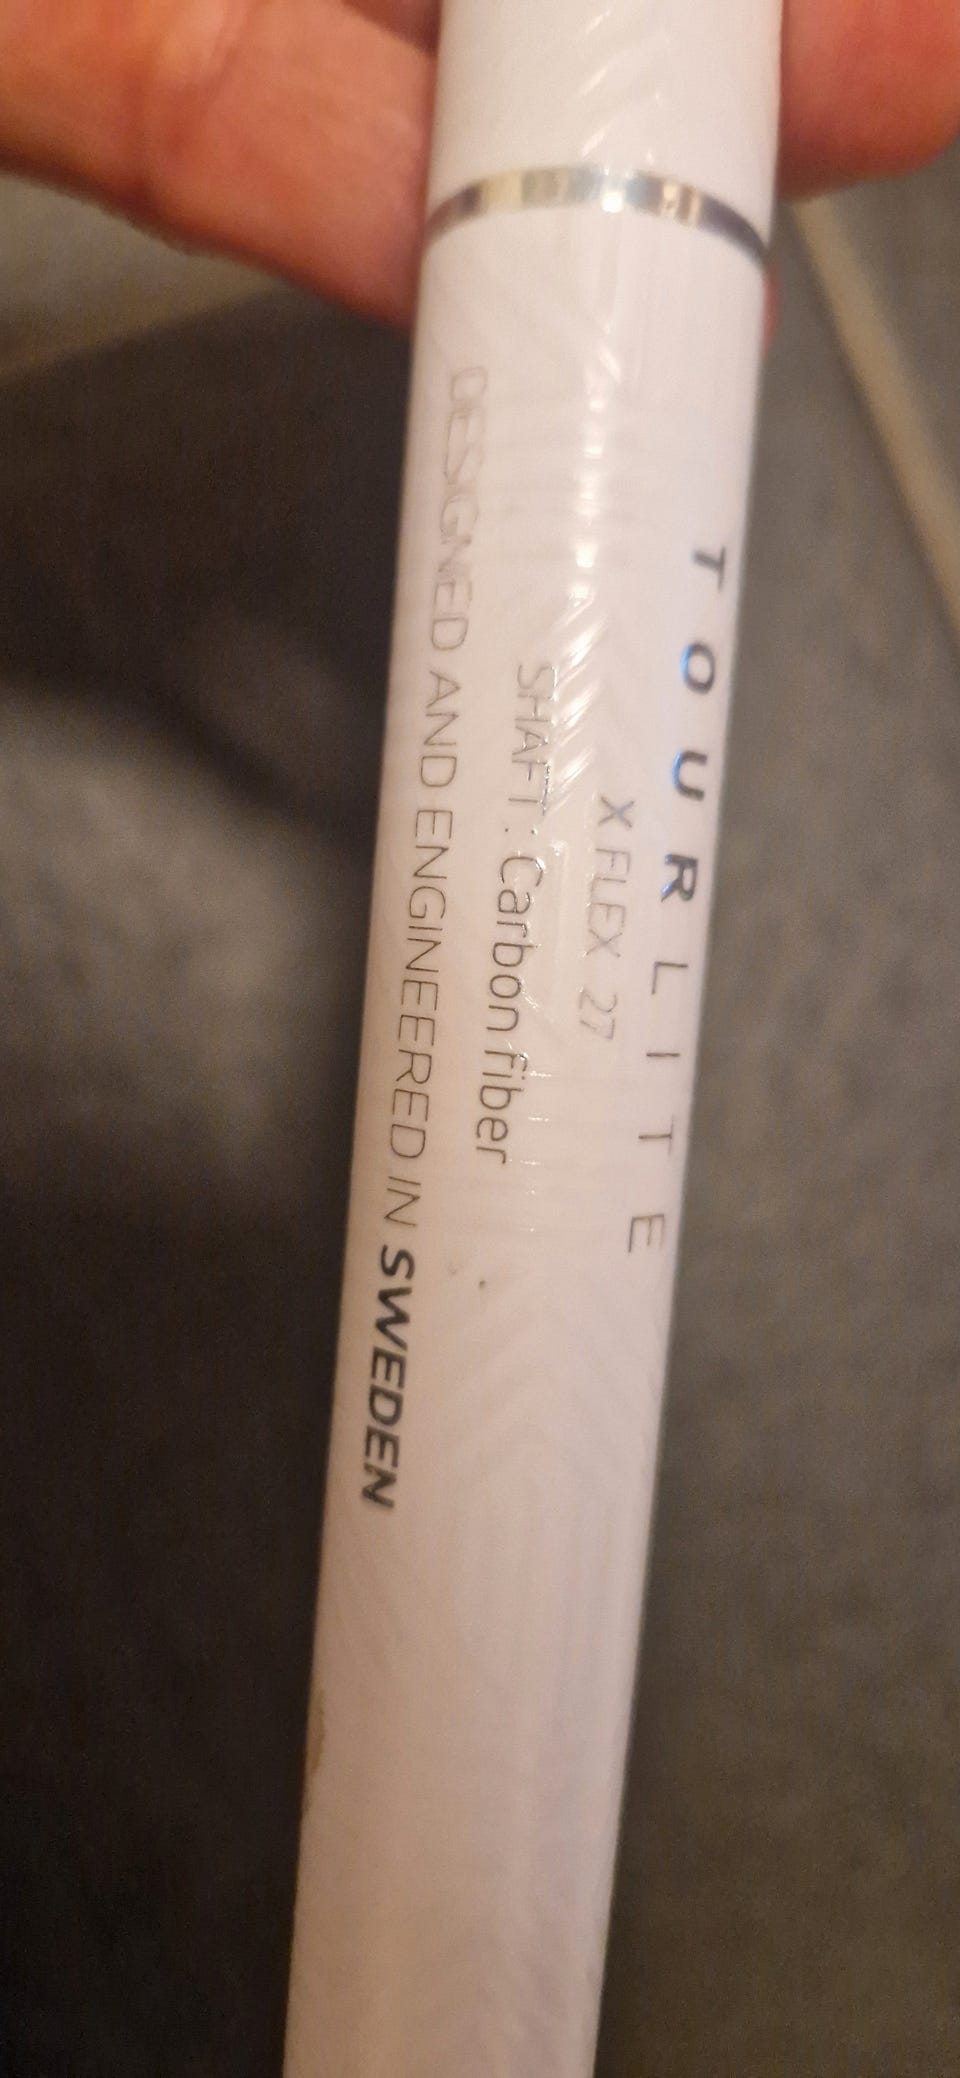 TOURLITE
X FLEX 27
SHAFT : Carbon fiber
DESIGNED AND ENGINEERED IN SWEDEN